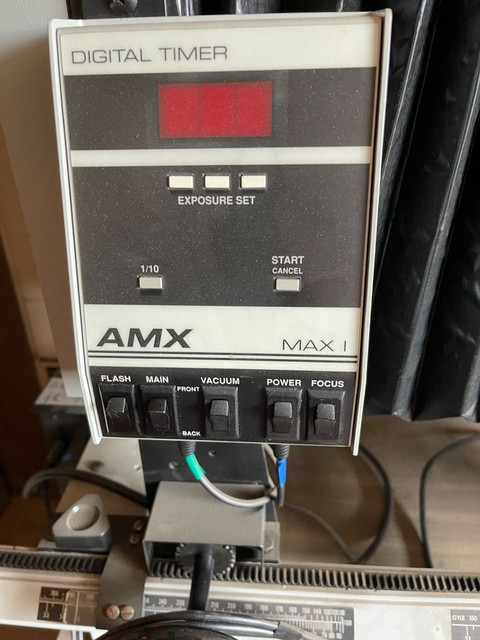 DIGITAL TIMER
EXPOSURE SET
1/10
START
CANCEL
AMX
MAX I
FLASH MAIN VACUUM POWER FOCUS
FRONT
BACK